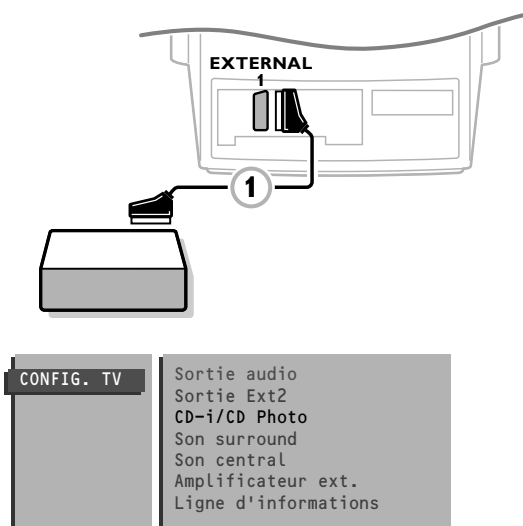 EXTERNAL
1
1
CONFIG. TV
Sortie audio
Sortie Ext2
CD-i/CD Photo
Son surround
Son central
Amplificateur ext.
Ligne d'informations